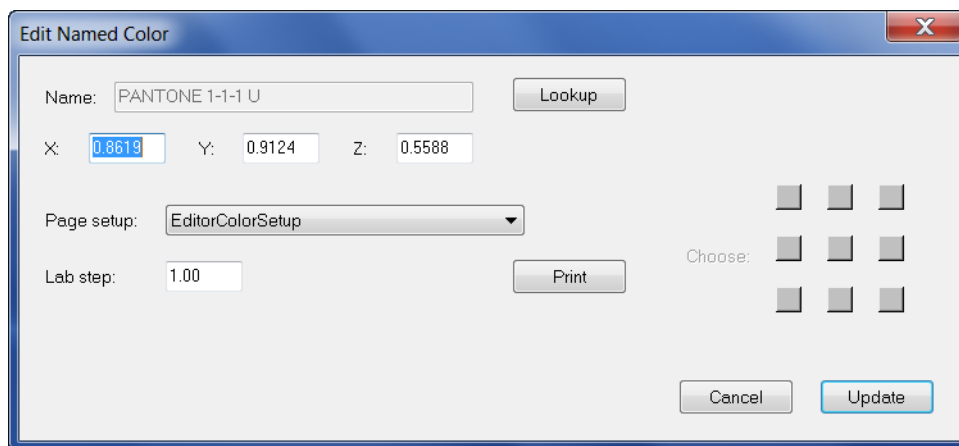 Edit Named Color
X
Name: PANTONE 1-1-1 U Lookup
X: 0.8619 Y: 0.9124 Z: 0.5588
Page setup: EditorColorSetup
Choose:
Lab step: 1.00 Print
Cancel Update